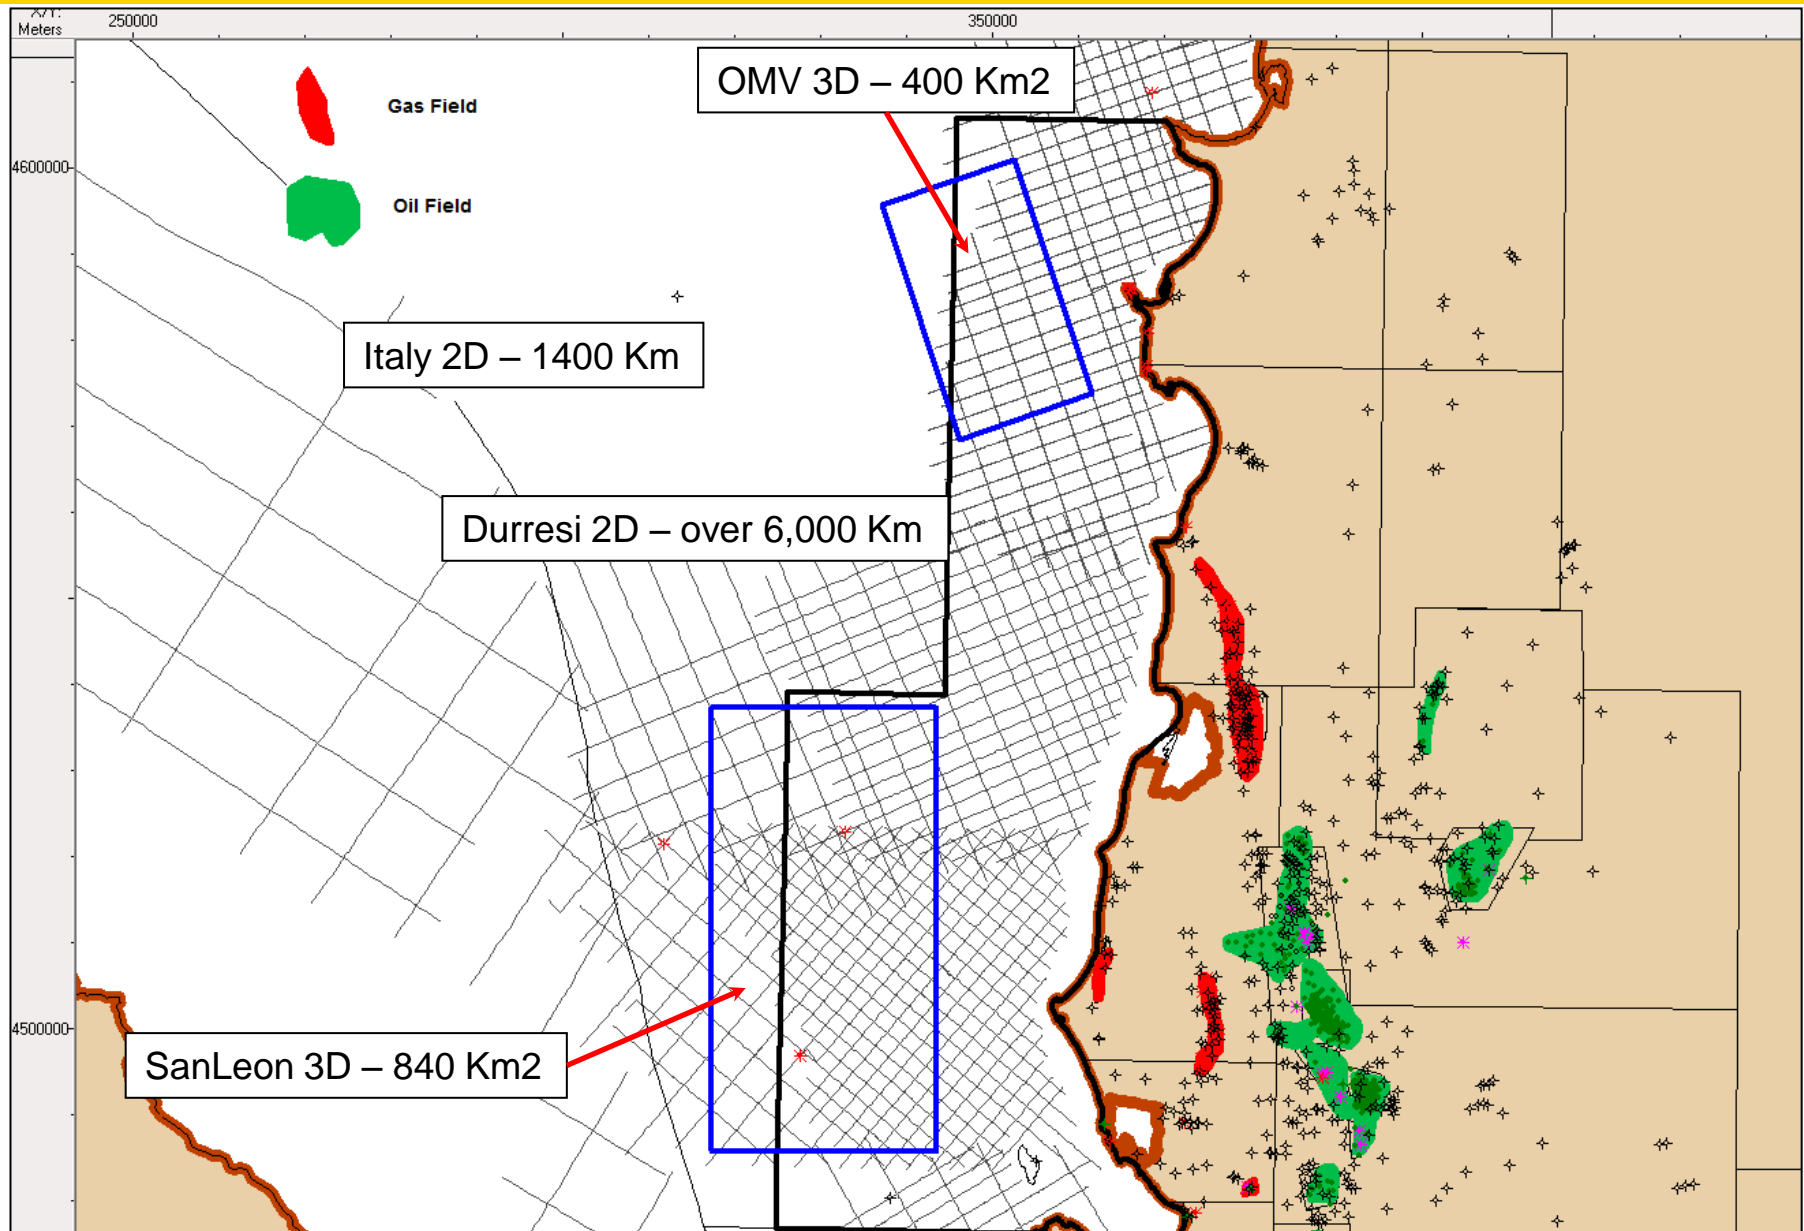 X/Y:
Meters
250000
350000
OMV 3D – 400 Km2
Gas Field
4600000
Oil Field
Italy 2D – 1400 Km
Durresi 2D – over 6,000 Km
4500000
SanLeon 3D – 840 Km2